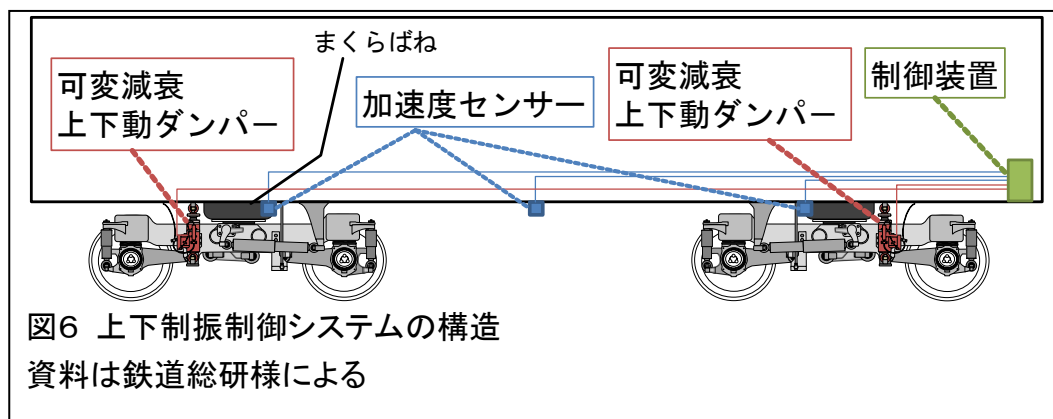 まくらばね
可変減衰
上下動ダンパー
加速度センサー
可変減衰
上下動ダンパー
制御装置
図6 上下制振制御システムの構造
資料は鉄道総研様による